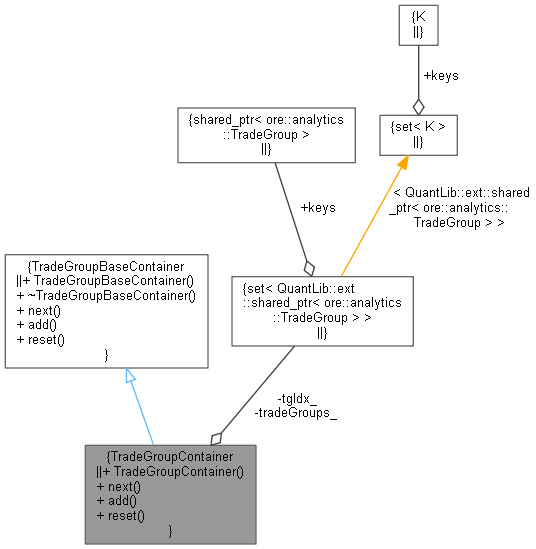 {K
||}
+keys
{shared_ptr< ore::analytics
::TradeGroup >
||}
{set< K >
||}
< QuantLib::ext::shared
_ptr< ore::analytics::
TradeGroup > >
+keys
{TradeGroupBaseContainer
||+ TradeGroupBaseContainer()
+ ~TradeGroupBaseContainer()
+ next()
+ add()
+ reset()
}
{set< QuantLib::ext
::shared_ptr< ore::analytics
::TradeGroup > >
||}
-tgIdx_
-tradeGroups_
{TradeGroupContainer
||+ TradeGroupContainer()
+ next()
+ add()
+ reset()
}